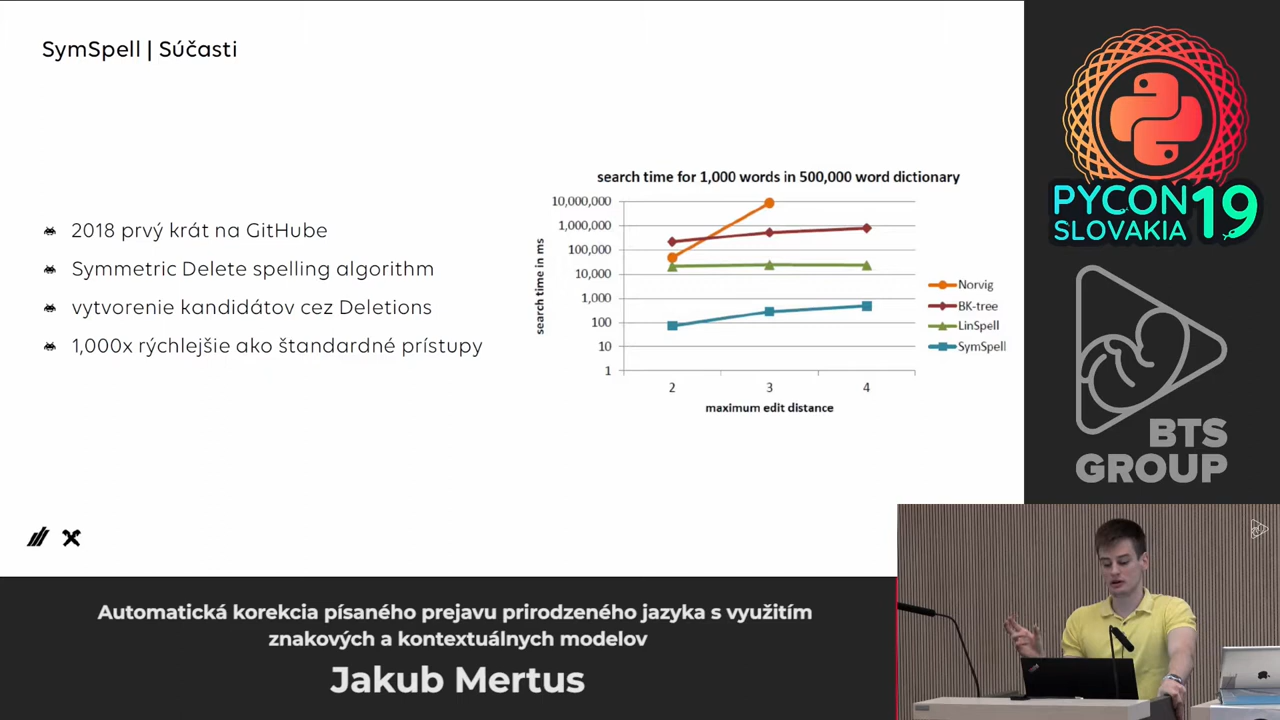 SymSpell | Súčasti
2018 prvý krát na GitHube
Symmetric Delete spelling algorithm
vytvorenie kandidátov cez Deletions
1,000x rýchlejšie ako štandardné prístupy
search time for 1,000 words in 500,000 word dictionary
search time in ms
10,000,000
1,000,000
100,000
10,000
1,000
100
10
1
2 3 4
maximum edit distance
Norvig
BK-tree
LinSpell
SymSpell
PYCON
SLOVAKIA
19
BTS
GROUP
Automatická korekcia písaného prejavu prirodzeného jazyka s využitím
znakových a kontextuálnych modelov
Jakub Mertus